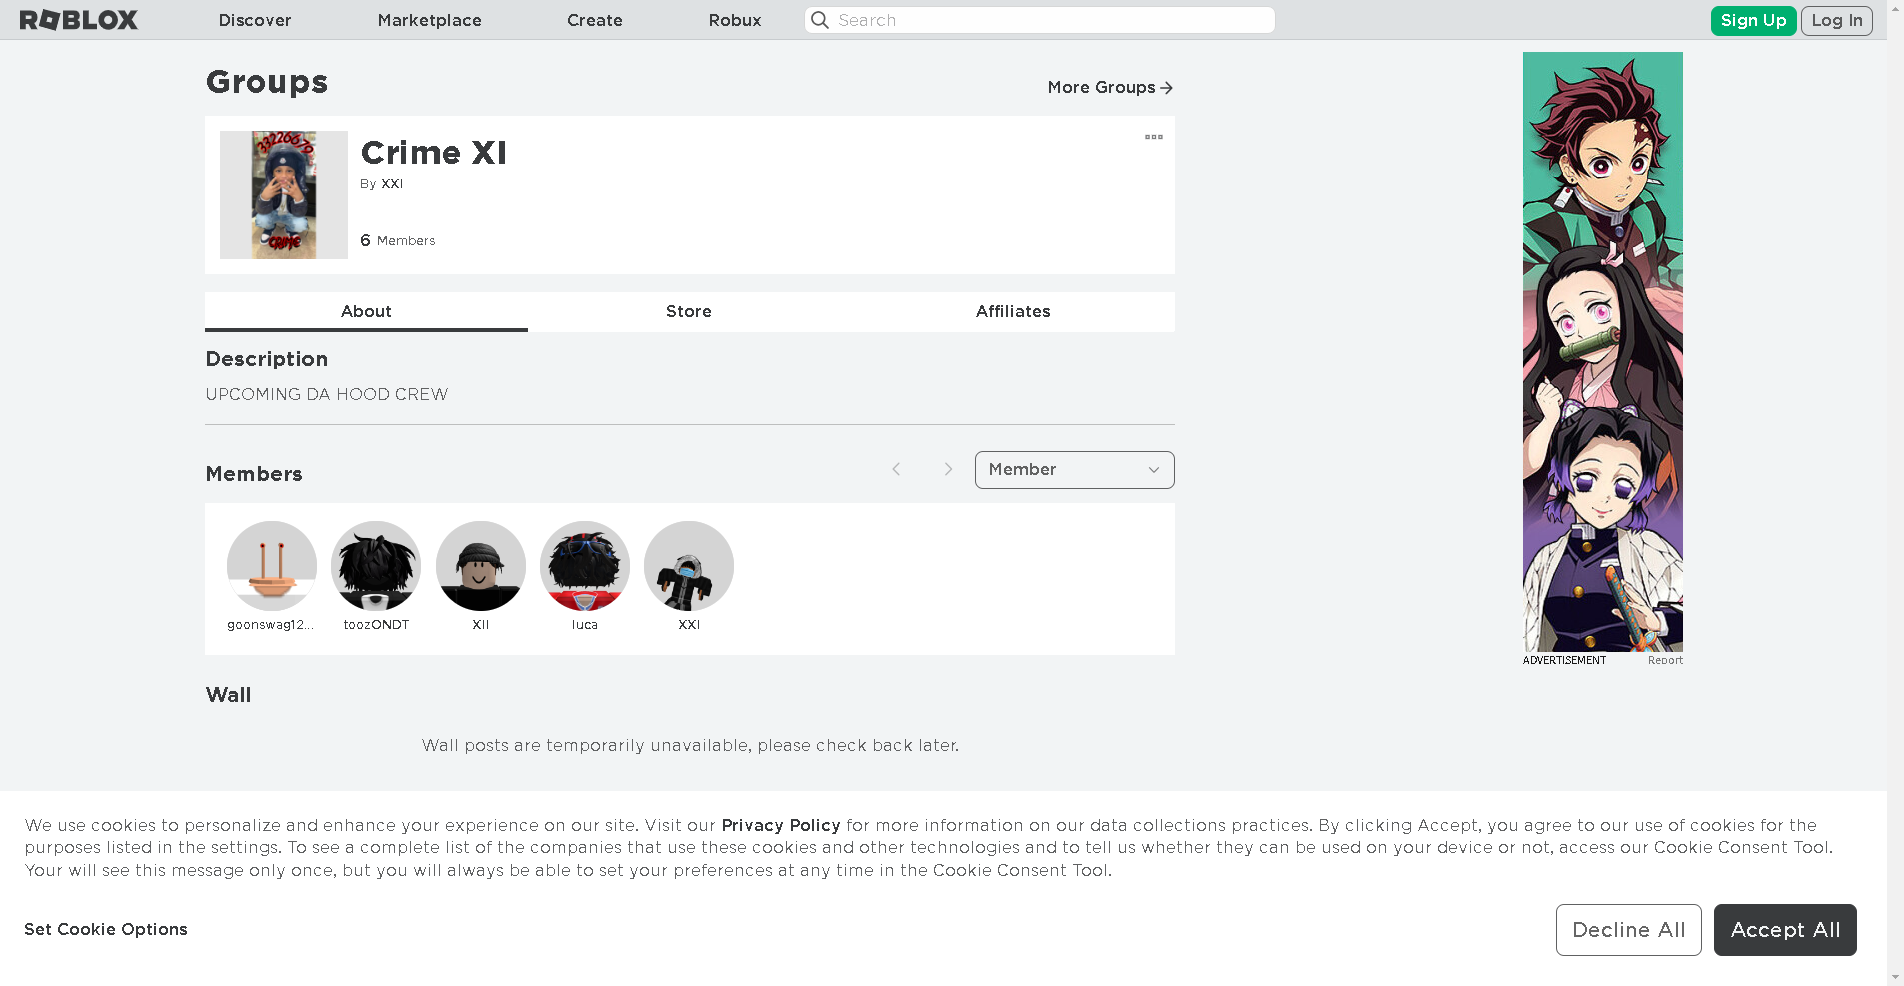 ROBLOX Discover Marketplace Create Robux Search Sign Up Log In
Groups
More Groups
33226679
CRIME
Crime XI
By XXI
6 Members
About Store Affiliates
Description
UPCOMING DA HOOD CREW
Members
Member
goonswag12... toozONDT XII luca XXI
ADVERTISEMENT Report
Wall
Wall posts are temporarily unavailable, please check back later.
We use cookies to personalize and enhance your experience on our site. Visit our Privacy Policy for more information on our data collections practices. By clicking Accept, you agree to our use of cookies for the
purposes listed in the settings. To see a complete list of the companies that use these cookies and other technologies and to tell us whether they can be used on your device or not, access our Cookie Consent Tool.
Your will see this message only once, but you will always be able to set your preferences at any time in the Cookie Consent Tool.
Set Cookie Options
Decline All
Accept All